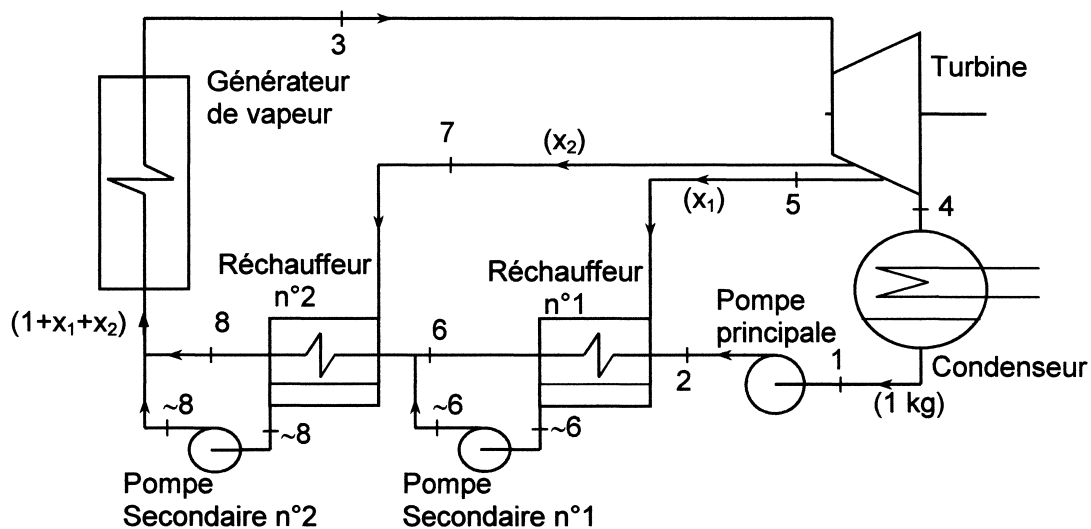 3
Turbine
Générateur
de vapeur
7
(x₂)
(x₁)
5
4
Réchauffeur
n°2
Réchauffeur
n°1
Pompe
principale
(1+x₁+x₂)
8
6
2
1
Condenseur
(1 kg)
~8
~8
~6
~6
Pompe
Secondaire n°2
Pompe
Secondaire n°1